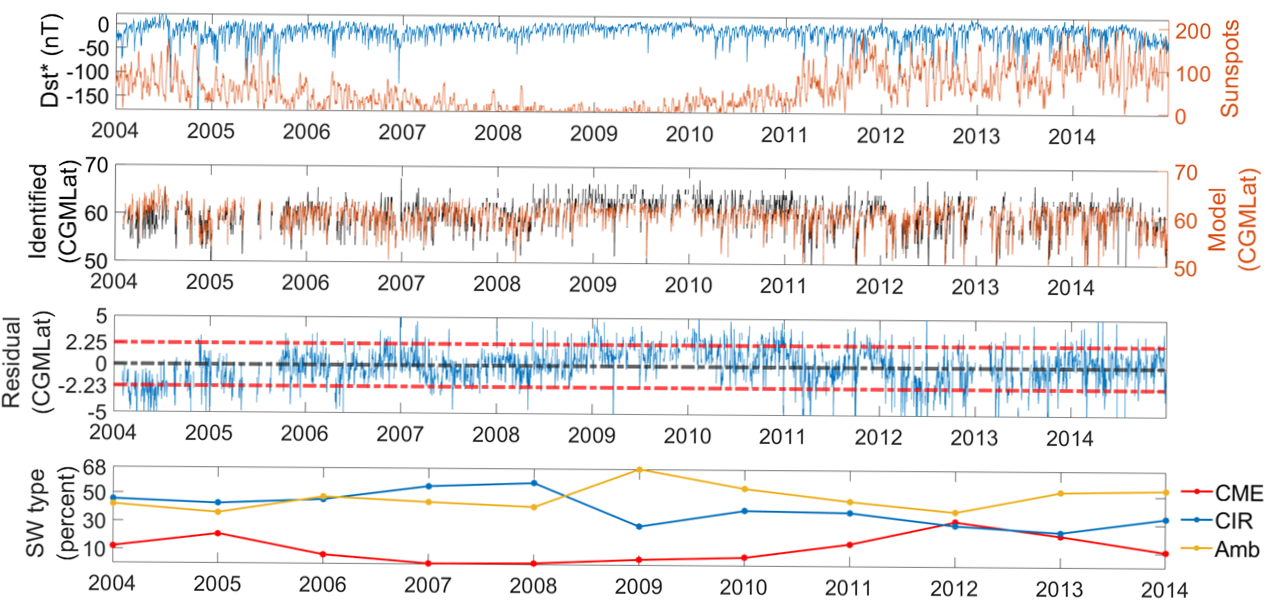 Dst* (nT)
0
-50
-100
-150
200
100
0
Sunspots
2004 2005 2006 2007 2008 2009 2010 2011 2012 2013 2014
Identified
(CGMLat)
70
60
50
70
60
50
Model
(CGMLat)
2004 2005 2006 2007 2008 2009 2010 2011 2012 2013 2014
Residual
(CGMLat)
5
2.25
0
-2.23
-5
2004 2005 2006 2007 2008 2009 2010 2011 2012 2013 2014
SW type
(percent)
68
50
30
10
CME
CIR
Amb
2004 2005 2006 2007 2008 2009 2010 2011 2012 2013 2014